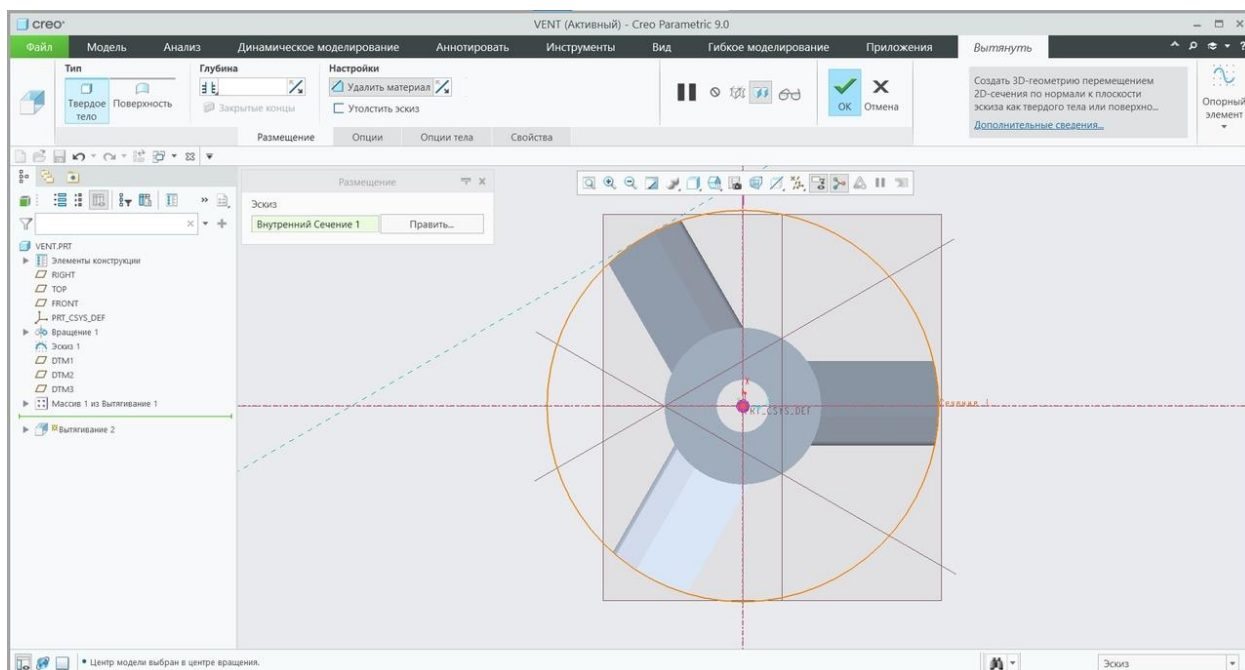 creo®
VENT (Активный) - Creo Parametric 9.0
Файл Модель Анализ Динамическое моделирование Аннотировать Инструменты Вид Гибкое моделирование Приложения Вытянуть
Тип Глубина Настройки
Твердое тело Поверхность
Закрытые концы
Удалить материал
Утолстить эскиз
OK Отмена
Создать 3D-геометрию перемещением
2D-сечения по нормали к плоскости
эскиза как твердого тела или поверхно...
Дополнительные сведения...
Опорный
элемент
Размещение Опции Опции тела Свойства
Размещение
Эскиз
Внутренний Сечение 1 Править...
VENT.PRT
Элементы конструкции
RIGHT
TOP
FRONT
PRT_CSYS_DEF
Вращение 1
Эскиз 1
DTM1
DTM2
DTM3
Массив 1 из Вытягивание 1
Вытягивание 2
X
PRT_CSYS_DEF
Сечение 1
• Центр модели выбран в центре вращения.
Эскиз